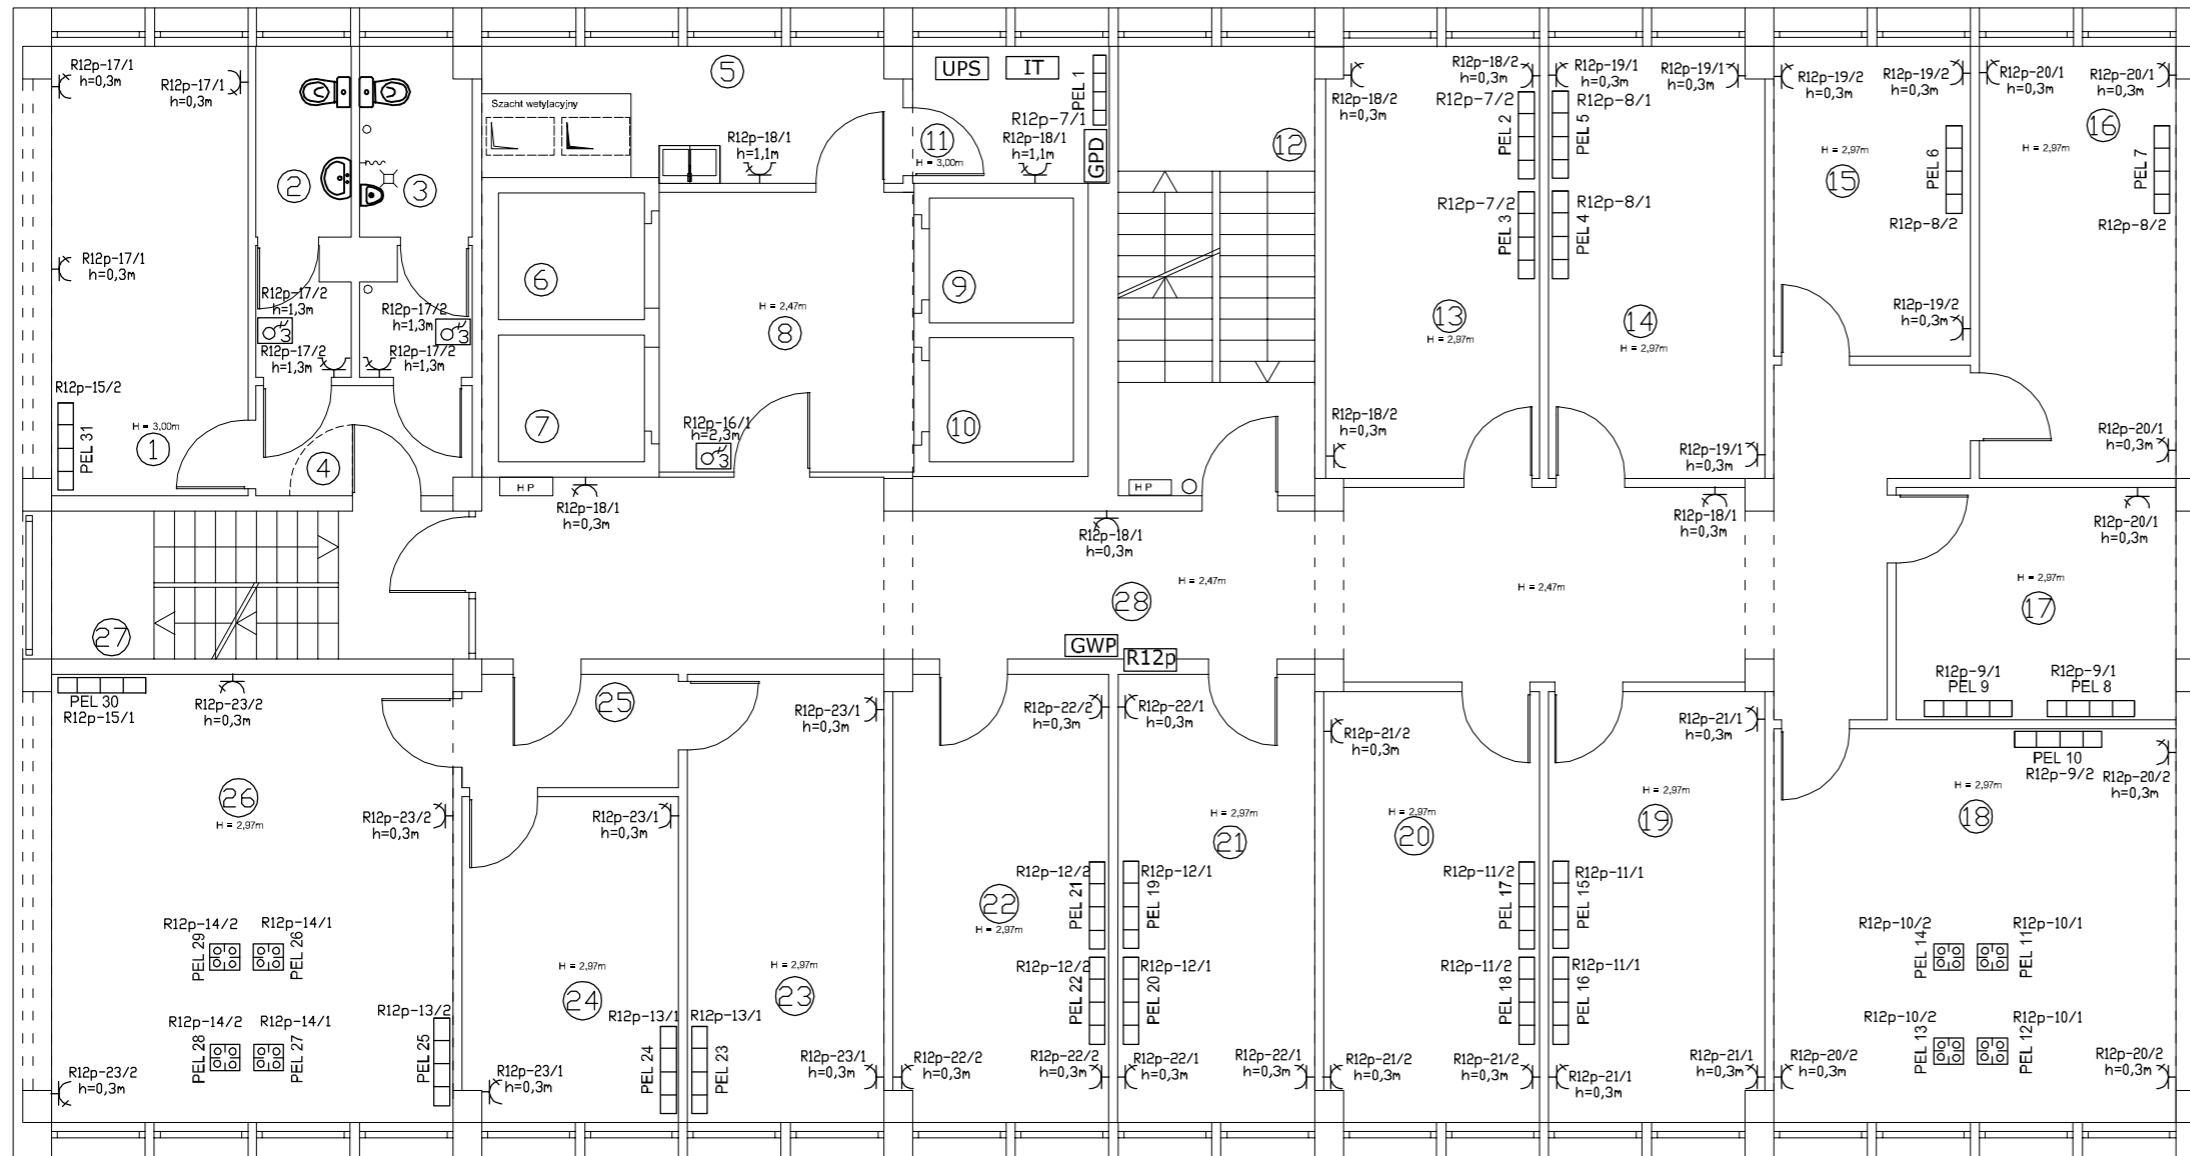 R12p-17/1
h=0,3m
R12p-17/1
h=0,3m
R12p-17/1
h=0,3m
R12p-15/2
PEL 31
H = 3,00m
1
2
3
R12p-17/2
h=1,3m
R12p-17/2
h=1,3m
R12p-17/2
h=1,3m
R12p-17/2
h=1,3m
3
3
4
5
Szacht wetylacyjny
R12p-18/1
h=1,1m
6
7
H = 2,47m
8
R12p-16/1
h=2,3m
3
9
10
11
H = 3,00m
UPS
IT
PEL 1
R12p-7/1
R12p-18/1
h=1,1m
GPD
12
R12p-18/2
h=0,3m
R12p-18/2
h=0,3m
R12p-7/2
PEL 2
R12p-7/2
PEL 3
13
H = 2,97m
R12p-18/2
h=0,3m
R12p-19/1
h=0,3m
R12p-19/1
h=0,3m
R12p-8/1
PEL 5
R12p-8/1
PEL 4
14
H = 2,97m
R12p-19/1
h=0,3m
R12p-19/2
h=0,3m
R12p-19/2
h=0,3m
H = 2,97m
15
PEL 6
R12p-8/2
R12p-19/2
h=0,3m
R12p-20/1
h=0,3m
R12p-20/1
h=0,3m
16
H = 2,97m
PEL 7
R12p-8/2
R12p-20/1
h=0,3m
HP
R12p-18/1
h=0,3m
HP
R12p-18/1
h=0,3m
R12p-18/1
h=0,3m
R12p-20/1
h=0,3m
H = 2,47m
28
H = 2,47m
H = 2,97m
17
27
GWP
R12p
R12p-9/1
PEL 9
R12p-9/1
PEL 8
PEL 30
R12p-15/1
R12p-23/2
h=0,3m
26
H = 2,97m
R12p-23/2
h=0,3m
R12p-14/2
PEL 29
R12p-14/1
PEL 26
R12p-14/2
PEL 28
R12p-14/1
PEL 27
R12p-13/2
PEL 25
R12p-23/2
h=0,3m
25
R12p-23/1
h=0,3m
H = 2,97m
24
R12p-13/1
PEL 24
R12p-23/1
h=0,3m
R12p-23/1
h=0,3m
H = 2,97m
23
R12p-13/1
PEL 23
R12p-23/1
h=0,3m
R12p-22/2
h=0,3m
R12p-12/2
PEL 21
22
H = 2,97m
R12p-12/2
PEL 22
R12p-22/2
h=0,3m
R12p-22/2
h=0,3m
R12p-22/1
h=0,3m
H = 2,97m
21
R12p-12/1
PEL 19
R12p-12/1
PEL 20
R12p-22/1
h=0,3m
R12p-22/1
h=0,3m
R12p-21/2
h=0,3m
H = 2,97m
20
R12p-11/2
PEL 17
R12p-11/2
PEL 18
R12p-21/2
h=0,3m
R12p-21/2
h=0,3m
R12p-21/1
h=0,3m
H = 2,97m
19
R12p-11/1
PEL 15
R12p-11/1
PEL 16
R12p-21/1
h=0,3m
R12p-21/1
h=0,3m
PEL 10
R12p-9/2
R12p-20/2
h=0,3m
H = 2,97m
18
R12p-10/2
PEL 14
R12p-10/1
PEL 11
R12p-10/2
PEL 13
R12p-10/1
PEL 12
R12p-20/2
h=0,3m
R12p-20/2
h=0,3m